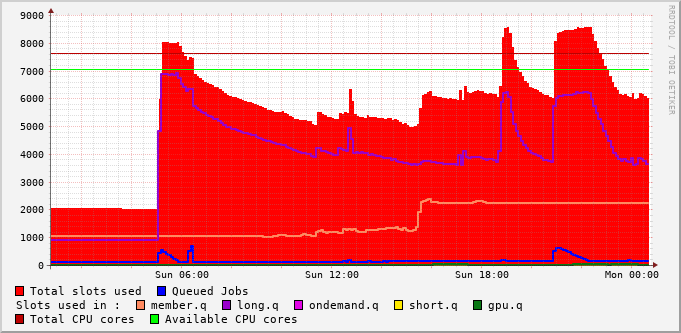 9000
8000
7000
6000
5000
4000
3000
2000
1000
0
Sun 06:00 Sun 12:00 Sun 18:00 Mon 00:00
RRDTOOL / TOBI OETIKER
Total slots used Queued Jobs
Slots used in : member.q long.q ondemand.q short.q gpu.q
Total CPU cores Available CPU cores